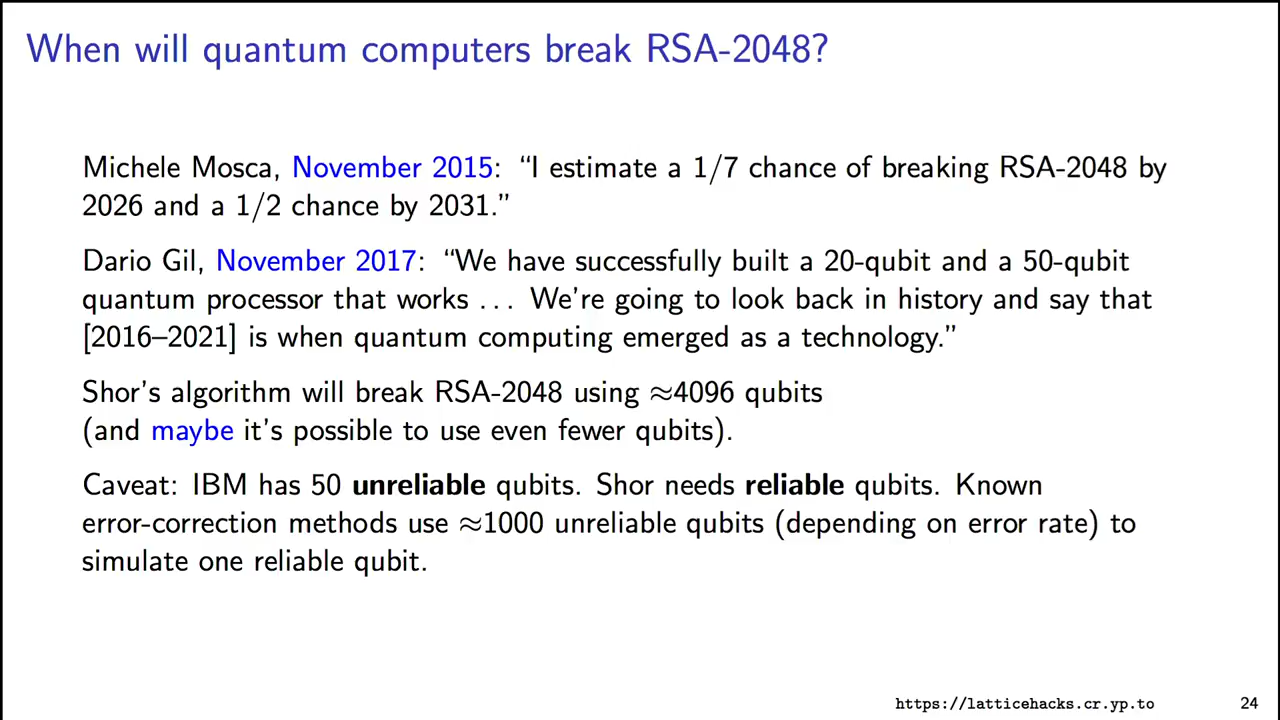 When will quantum computers break RSA-2048?
Michele Mosca, November 2015: “I estimate a 1/7 chance of breaking RSA-2048 by
2026 and a 1/2 chance by 2031.”
Dario Gil, November 2017: “We have successfully built a 20-qubit and a 50-qubit
quantum processor that works ... We’re going to look back in history and say that
[2016–2021] is when quantum computing emerged as a technology.”
Shor’s algorithm will break RSA-2048 using ≈4096 qubits
(and maybe it’s possible to use even fewer qubits).
Caveat: IBM has 50 unreliable qubits. Shor needs reliable qubits. Known
error-correction methods use ≈1000 unreliable qubits (depending on error rate) to
simulate one reliable qubit.
https://latticehacks.cr.yp.to
24